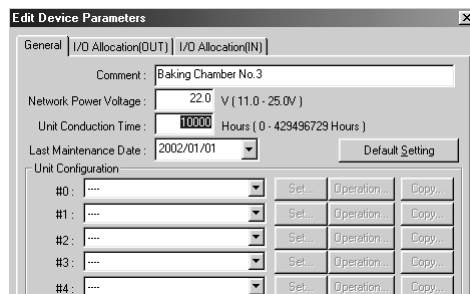 Edit Device Parameters
General I/O Allocation(OUT) I/O Allocation(IN)
Comment : Baking Chamber No.3
Network Power Voltage : 22.0 V ( 11.0 - 25.0V )
Unit Conduction Time : 10000 Hours ( 0 - 429496729 Hours )
Last Maintenance Date : 2002/01/01 Default Setting
Unit Configuration
#0 : ---- Set... Operation... Copy...
#1 : ---- Set... Operation... Copy...
#2 : ---- Set... Operation... Copy...
#3 : ---- Set... Operation... Copy...
#4 : ---- Set... Operation... Copy...